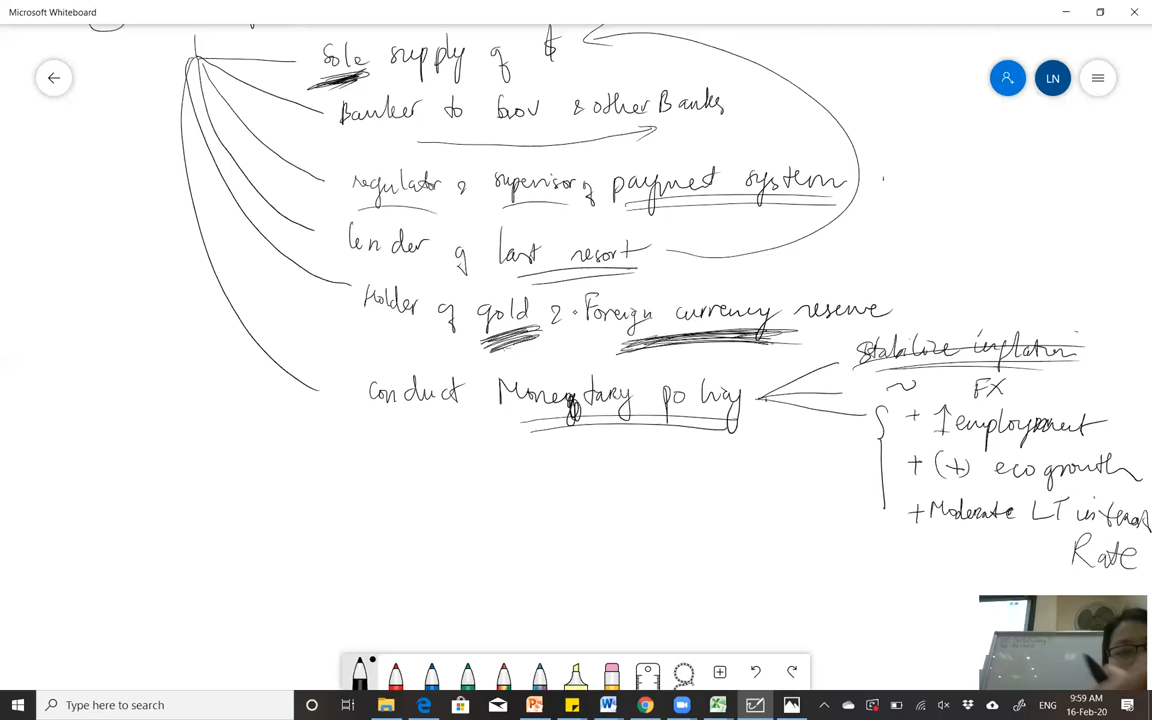 Microsoft Whiteboard
Sole supply of $
Banker to Gov & other Banks
regulator & supervisor of payment system
lender of last resort
Holder of gold & Foreign currency reserve
Stabilize inflation
~ FX
conduct Monetary policy
+ ↑ employment
+ (+) eco growth
+ Moderate LT interest
Rate
LN
Type here to search
ENG
9:59 AM
16-Feb-20